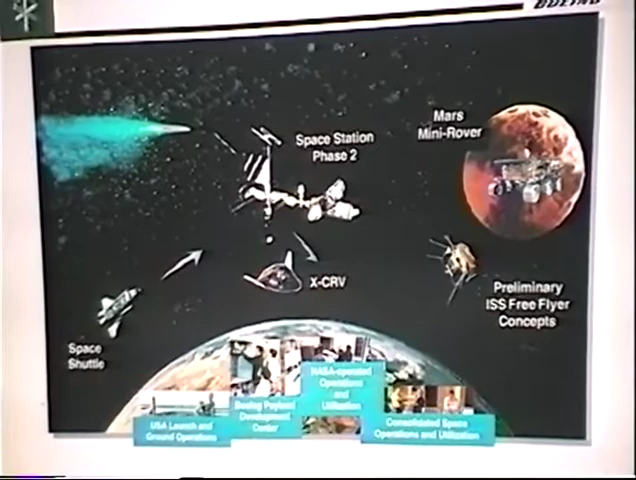 BOEING
Mars
Mini-Rover
Space Station
Phase 2
X-CRV
Preliminary
ISS Free Flyer
Concepts
Space
Shuttle
NASA-operated
Operations
and
Utilization
Boeing Payload
Development
Center
USA Launch and
Ground Operations
Consolidated Space
Operations and Utilization